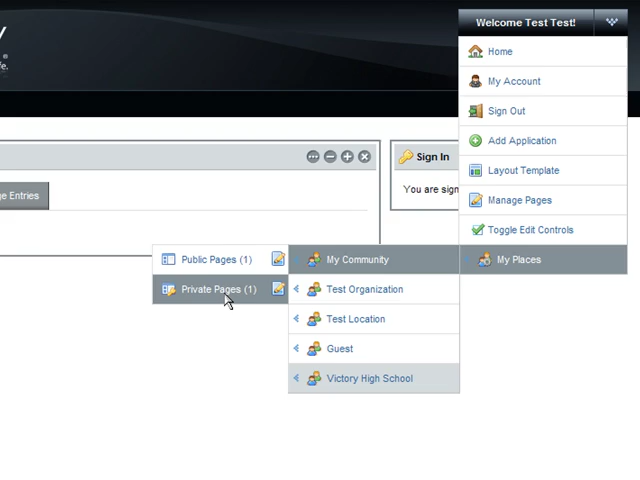 Welcome Test Test!
Home
My Account
Sign Out
Add Application
Layout Template
Manage Pages
Toggle Edit Controls
My Places
Sign In
You are sign
Entries
Public Pages (1)
Private Pages (1)
My Community
Test Organization
Test Location
Guest
Victory High School